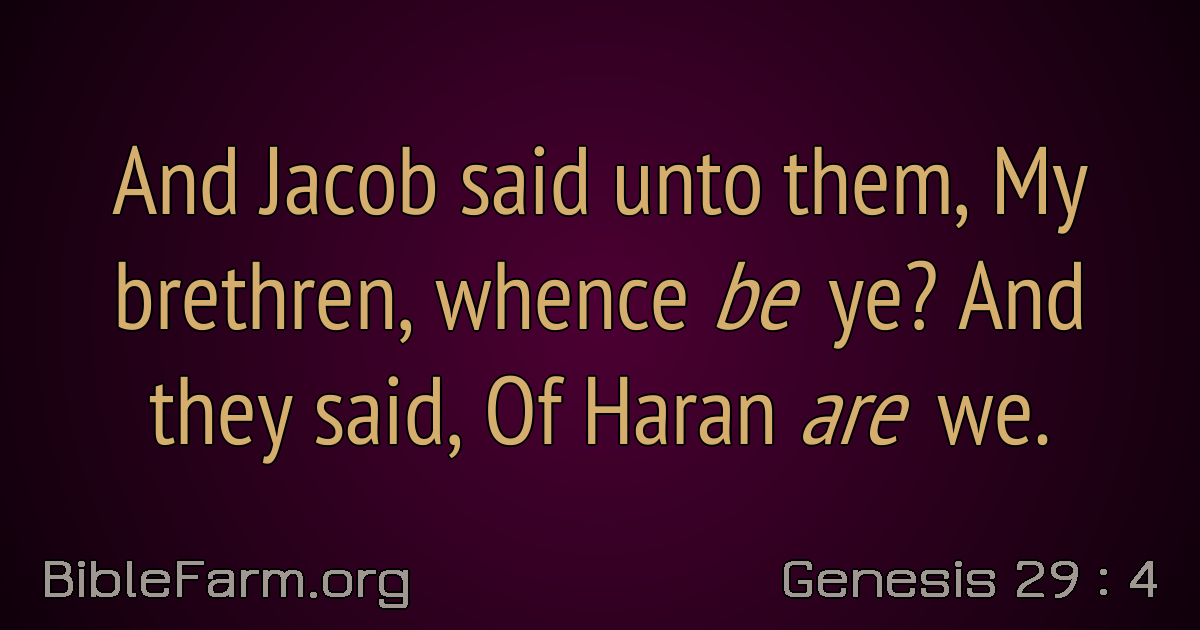 And Jacob said unto them, My
brethren, whence be ye? And
they said, Of Haran are we.
BibleFarm.org
Genesis 29 : 4